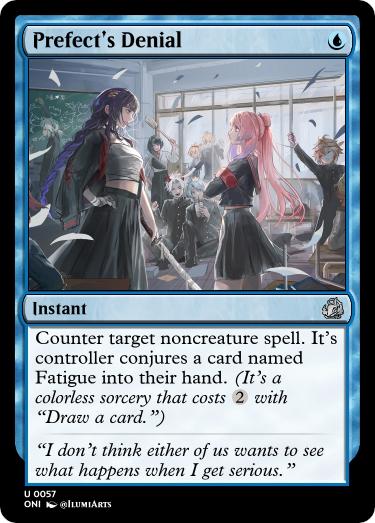 Prefect's Denial
Instant
Counter target noncreature spell. It's
controller conjures a card named
Fatigue into their hand. (It's a
colorless sorcery that costs 2 with
“Draw a card.”)
“I don't think either of us wants to see
what happens when I get serious.”
U 0057
ONI @IlumiArts